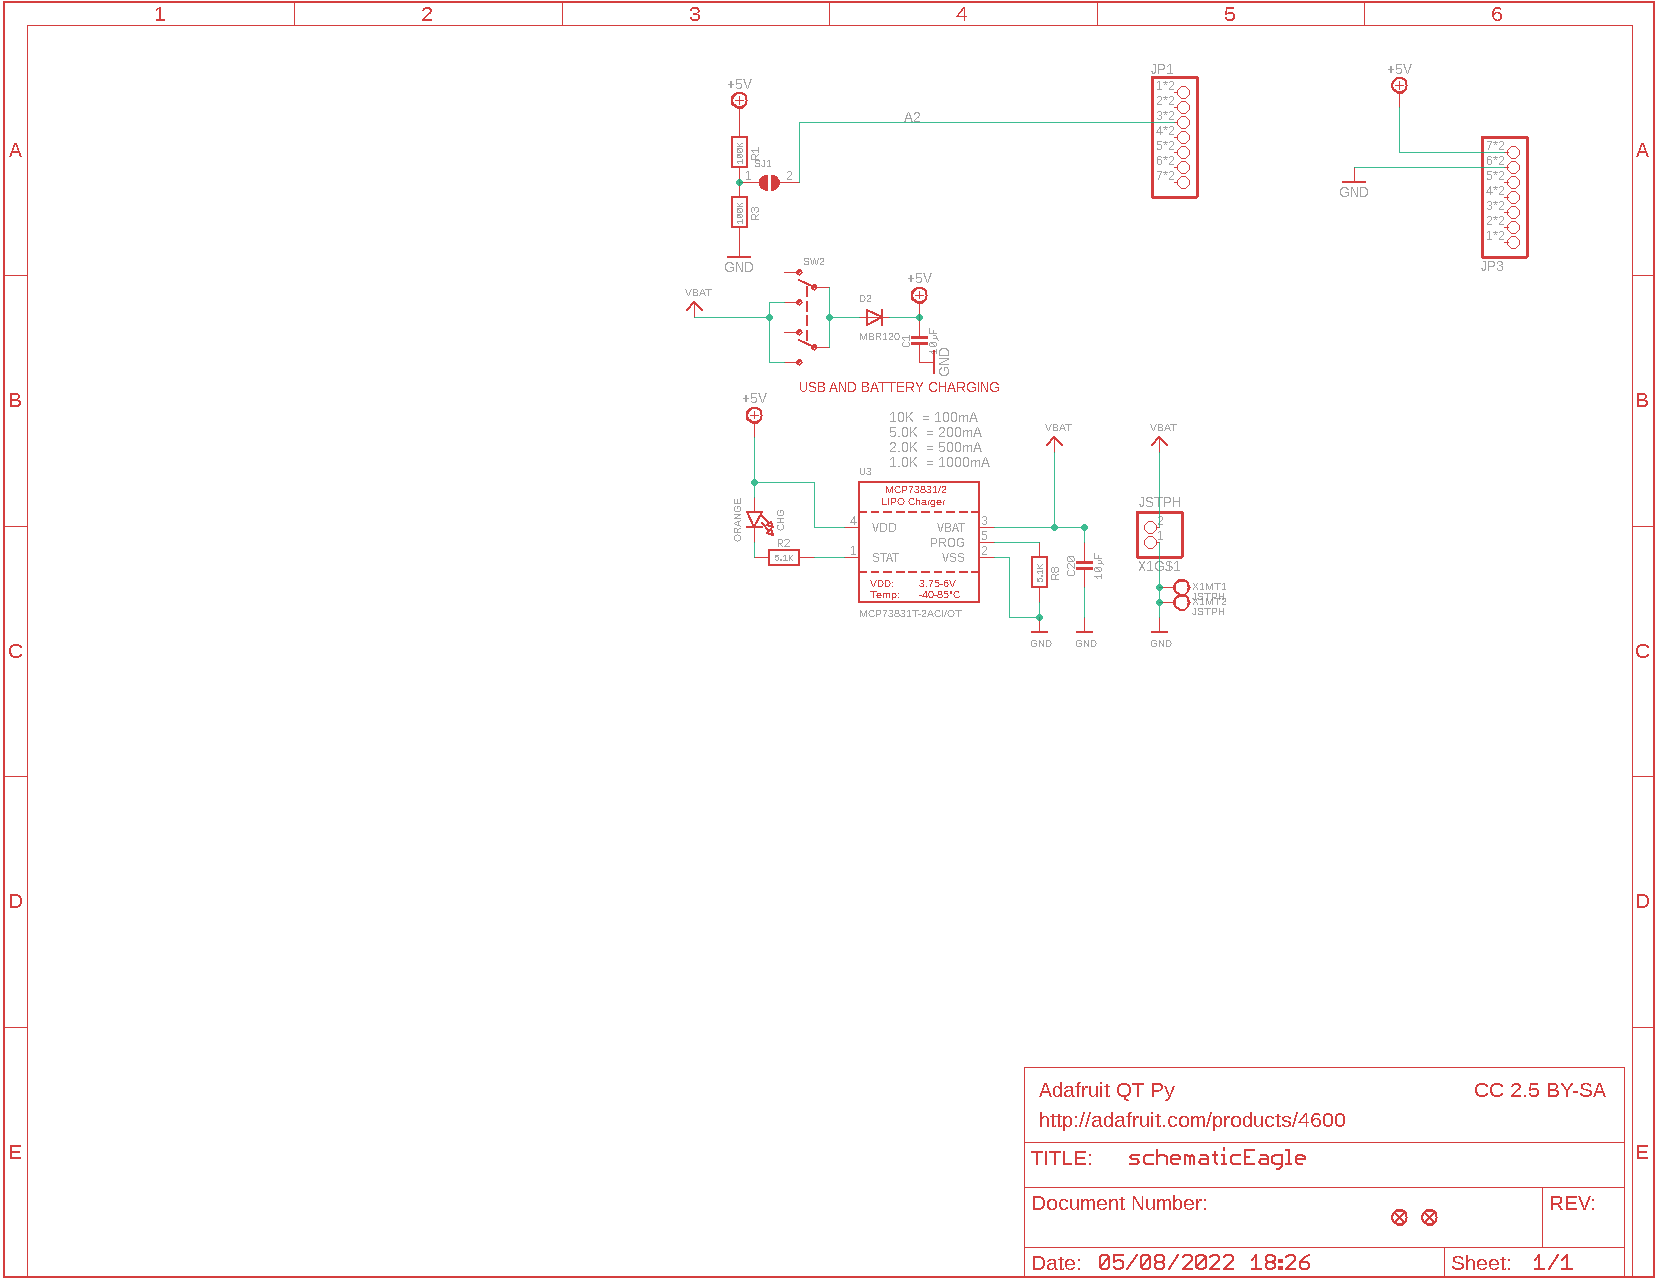 1 2 3 4 5 6
A
B
C
D
E
A
B
C
D
E
+5V
100K
R1
SJ1
1
2
100K
R3
GND
A2
JP1
1*2
2*2
3*2
4*2
5*2
6*2
7*2
+5V
GND
7*2
6*2
5*2
4*2
3*2
2*2
1*2
JP3
VBAT
SW2
D2
MBR120
+5V
C1
10µF
GND
USB AND BATTERY CHARGING
+5V
10K = 100mA
5.0K = 200mA
2.0K = 500mA
1.0K = 1000mA
ORANGE
CHG
R2
5.1K
U3
MCP73831/2
LIPO Charger
4
VDD
1
STAT
VBAT
3
PROG
5
VSS
2
VDD: 3.75-6V
Temp: -40-85°C
MCP73831T-2ACI/OT
VBAT
5.1K
R8
C20
10µF
GND
GND
VBAT
JSTPH
2
1
X1G$1
X1MT1
JSTPH
X1MT2
JSTPH
GND
Adafruit QT Py
CC 2.5 BY-SA
http://adafruit.com/products/4600
TITLE: schematicEagle
Document Number:
REV:
Date: 05/08/2022 18:26
Sheet: 1/1